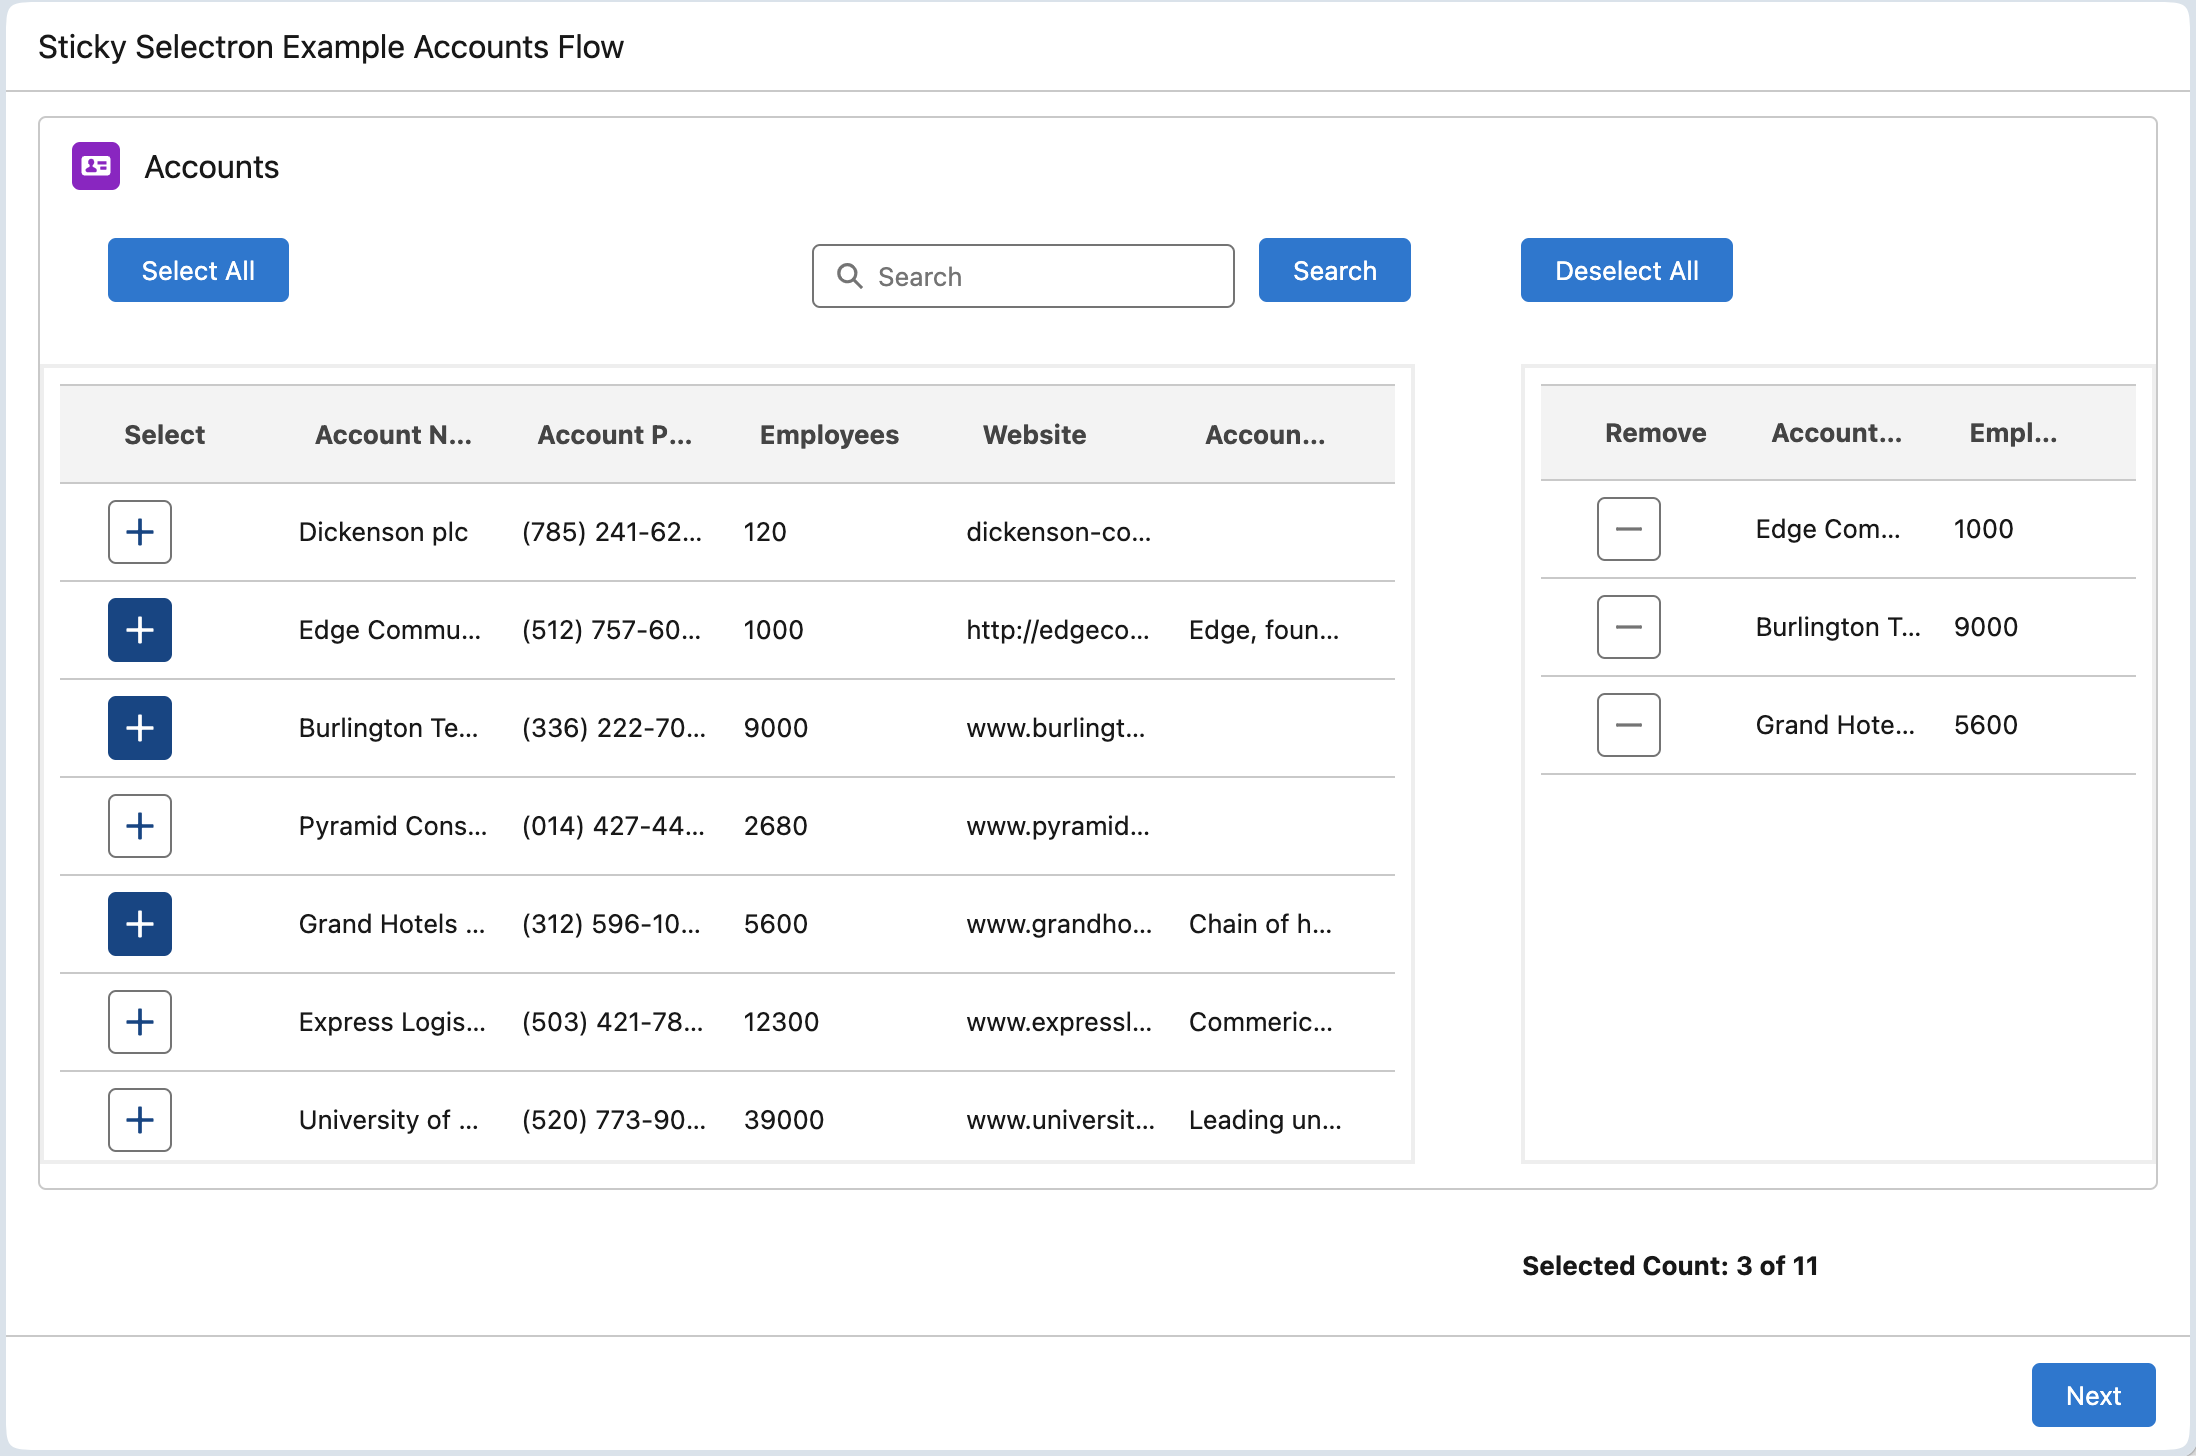 Sticky Selectron Example Accounts Flow
Accounts
Select All
Search
Search
Deselect All
Select Account N... Account P... Employees Website Accoun...
Dickenson plc (785) 241-62... 120 dickenson-co...
Edge Commu... (512) 757-60... 1000 http://edgeco... Edge, foun...
Burlington Te... (336) 222-70... 9000 www.burlingt...
Pyramid Cons... (014) 427-44... 2680 www.pyramid...
Grand Hotels ... (312) 596-10... 5600 www.grandho... Chain of h...
Express Logis... (503) 421-78... 12300 www.expressl... Commeric...
University of ... (520) 773-90... 39000 www.universit... Leading un...
Remove Account... Empl...
Edge Com... 1000
Burlington T... 9000
Grand Hote... 5600
Selected Count: 3 of 11
Next